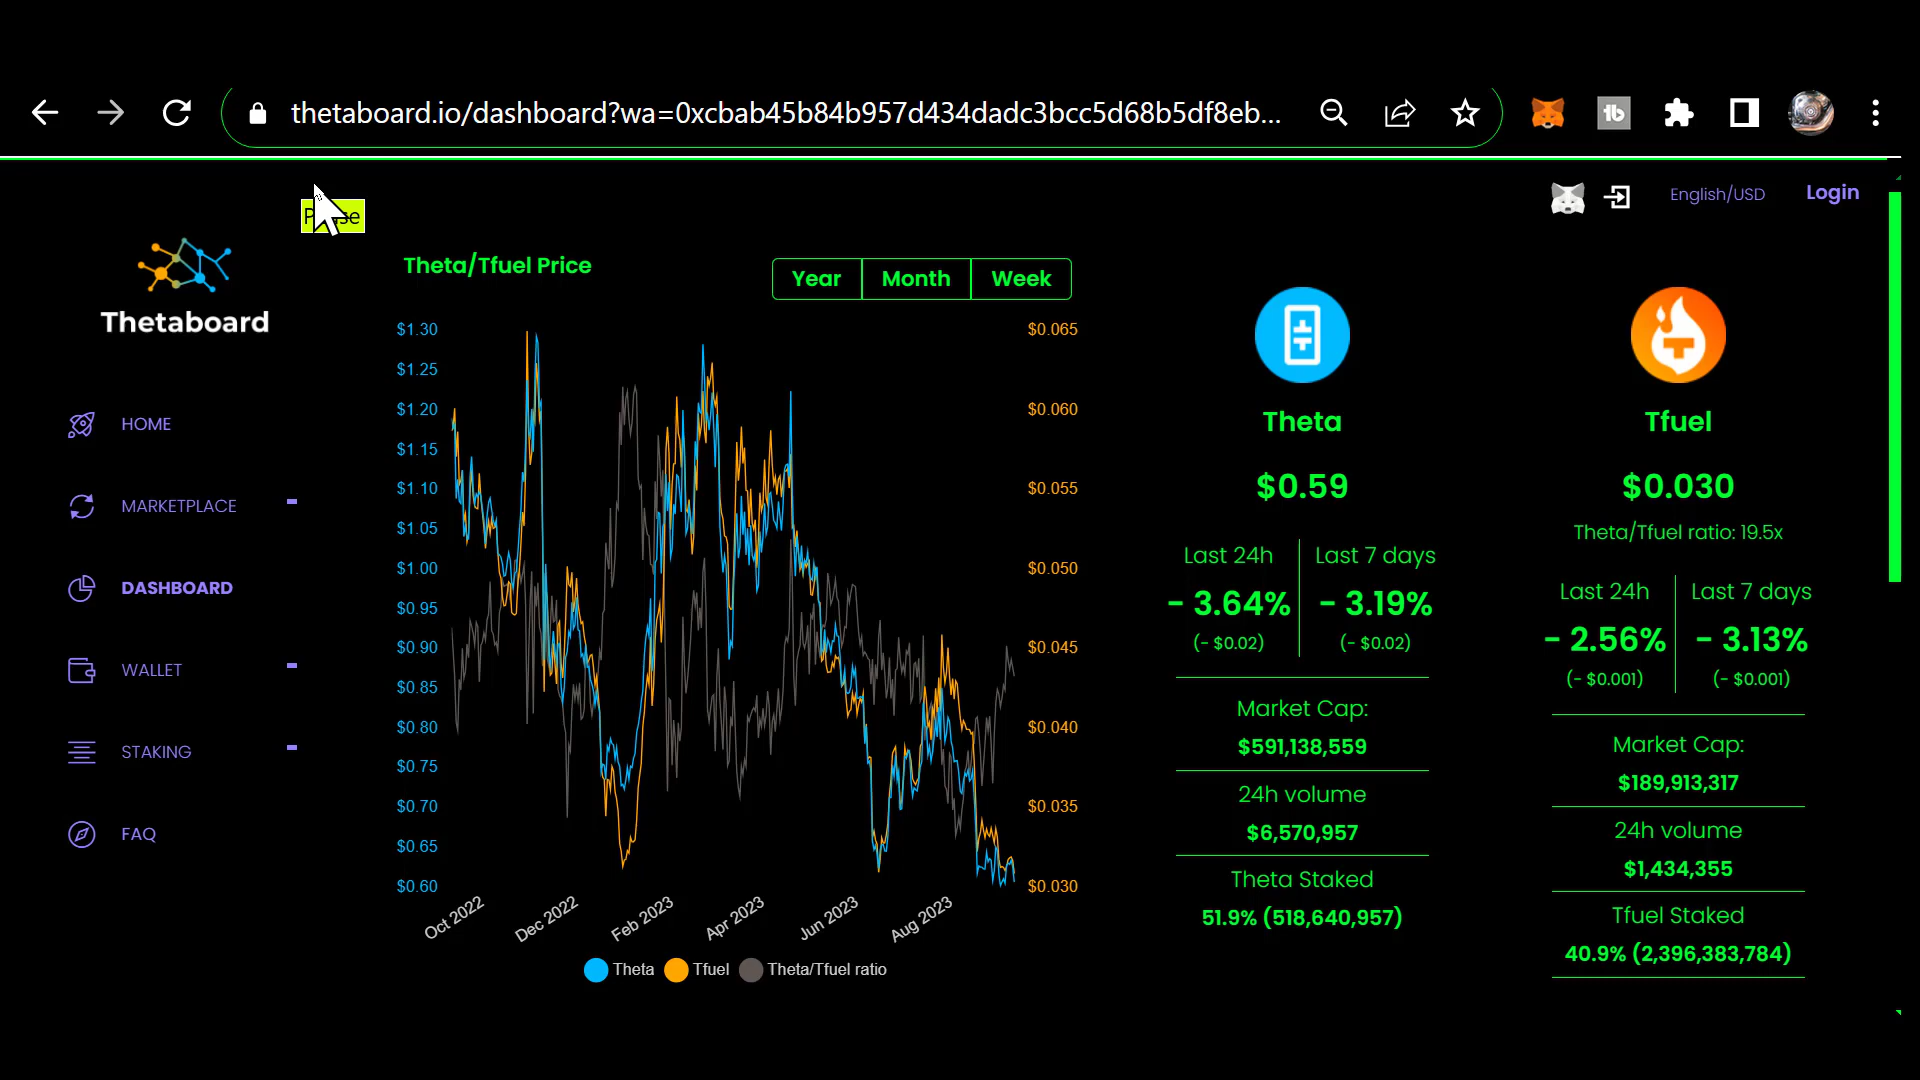 thetaboard.io/dashboard?wa=0xcbab45b84b957d434dadc3bcc5d68b5df8eb...
English/USD
Login
Thetaboard
HOME
MARKETPLACE
DASHBOARD
WALLET
STAKING
FAQ
Theta/Tfuel Price
Year Month Week
$1.30
$1.25
$1.20
$1.15
$1.10
$1.05
$1.00
$0.95
$0.90
$0.85
$0.80
$0.75
$0.70
$0.65
$0.60
$0.065
$0.060
$0.055
$0.050
$0.045
$0.040
$0.035
$0.030
Oct 2022
Dec 2022
Feb 2023
Apr 2023
Jun 2023
Aug 2023
Theta Tfuel Theta/Tfuel ratio
Theta
$0.59
Last 24h Last 7 days
- 3.64% - 3.19%
(- $0.02) (- $0.02)
Market Cap:
$591,138,559
24h volume
$6,570,957
Theta Staked
51.9% (518,640,957)
Tfuel
$0.030
Theta/Tfuel ratio: 19.5x
Last 24h Last 7 days
- 2.56% - 3.13%
(- $0.001) (- $0.001)
Market Cap:
$189,913,317
24h volume
$1,434,355
Tfuel Staked
40.9% (2,396,383,784)